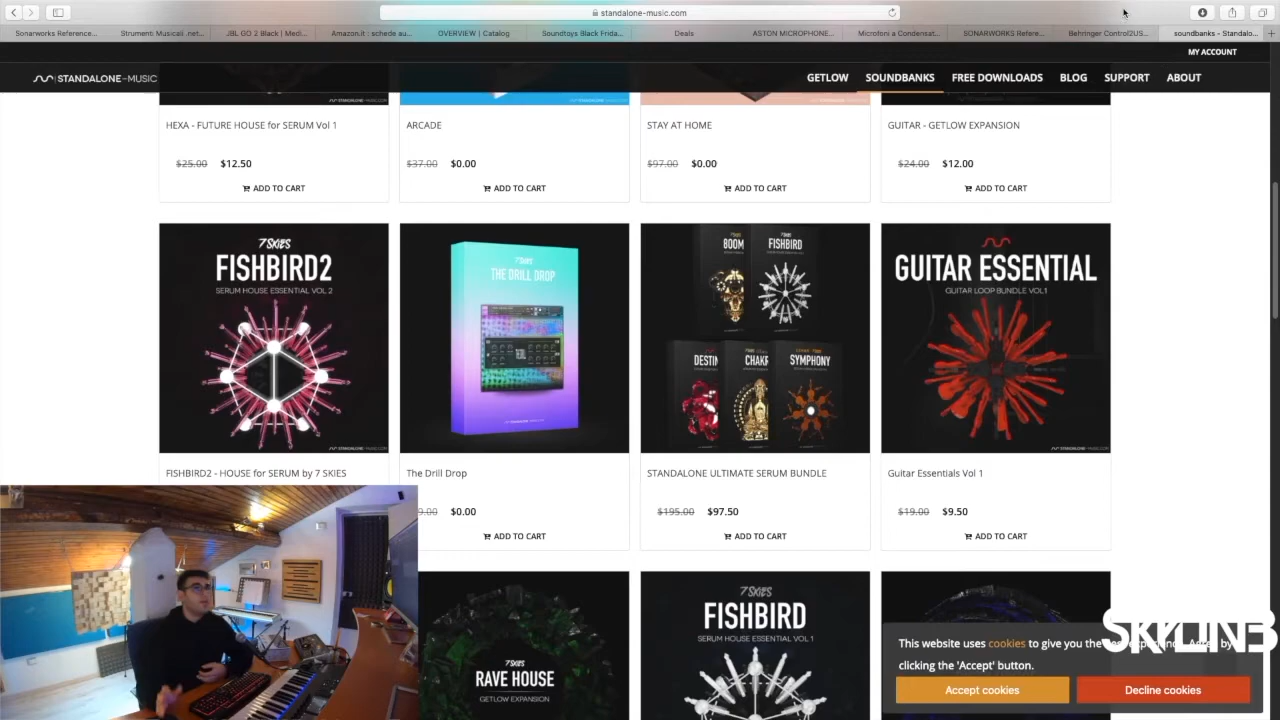 standalone-music.com
Sonarworks Reference...
Strumenti Musicali .net...
JBL GO 2 Black | Medi...
Amazon.it : schede au...
OVERVIEW | Catalog
Soundtoys Black Frida...
Deals
ASTON MICROPHONE...
Microfoni a Condensat...
SONARWORKS Refere...
Behringer Control2US...
soundbanks - Standalo...
MY ACCOUNT
STANDALONE-MUSIC
GETLOW
SOUNDBANKS
FREE DOWNLOADS
BLOG
SUPPORT
ABOUT
HEXA - FUTURE HOUSE for SERUM Vol 1
ARCADE
STAY AT HOME
GUITAR - GETLOW EXPANSION
$25.00 $12.50
$37.00 $0.00
$97.00 $0.00
$24.00 $12.00
ADD TO CART
ADD TO CART
ADD TO CART
ADD TO CART
7 SKIES
FISHBIRD2
SERUM HOUSE ESSENTIAL VOL 2
STANDALONE-MUSIC.COM
7 SKIES
THE DRILL DROP
BOOM
7 SKIES
FISHBIRD
DESTIN
CHAKR
SYMPHONY
GUITAR ESSENTIAL
GUITAR LOOP BUNDLE VOL1
STANDALONE-MUSIC.COM
FISHBIRD2 - HOUSE for SERUM by 7 SKIES
The Drill Drop
STANDALONE ULTIMATE SERUM BUNDLE
Guitar Essentials Vol 1
9.00 $0.00
$195.00 $97.50
$19.00 $9.50
ADD TO CART
ADD TO CART
ADD TO CART
7 SKIES
RAVE HOUSE
GETLOW EXPANSION
7 SKIES
FISHBIRD
SERUM HOUSE ESSENTIAL VOL 1
This website uses cookies to give you the
by
clicking the 'Accept' button.
Accept cookies
Decline cookies
SKYLINE